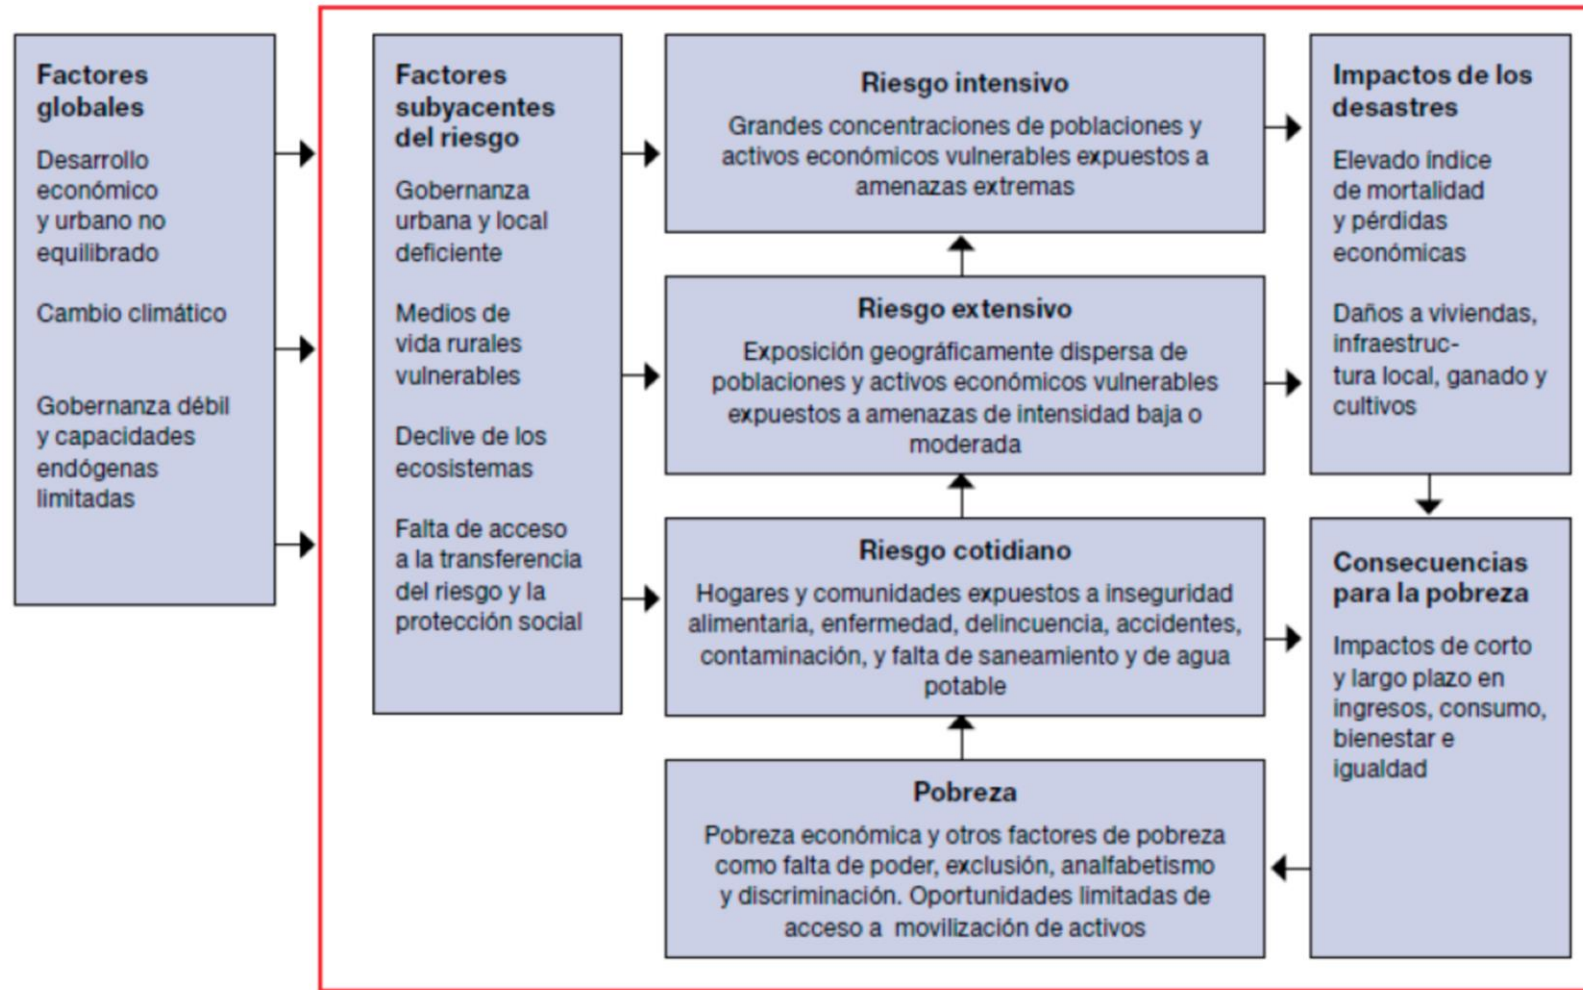 Factores
globales
Desarrollo
económico
y urbano no
equilibrado
Cambio climático
Gobernanza débil
y capacidades
endógenas
limitadas
Factores
subyacentes
del riesgo
Gobernanza
urbana y local
deficiente
Medios de
vida rurales
vulnerables
Declive de los
ecosistemas
Falta de acceso
a la transferencia
del riesgo y la
protección social
Riesgo intensivo
Grandes concentraciones de poblaciones y
activos económicos vulnerables expuestos a
amenazas extremas
Riesgo extensivo
Exposición geográficamente dispersa de
poblaciones y activos económicos vulnerables
expuestos a amenazas de intensidad baja o
moderada
Riesgo cotidiano
Hogares y comunidades expuestos a inseguridad
alimentaria, enfermedad, delincuencia, accidentes,
contaminación, y falta de saneamiento y de agua
potable
Pobreza
Pobreza económica y otros factores de pobreza
como falta de poder, exclusión, analfabetismo
y discriminación. Oportunidades limitadas de
acceso a movilización de activos
Impactos de los
desastres
Elevado índice
de mortalidad
y pérdidas
económicas
Daños a viviendas,
infraestruc-
tura local, ganado y
cultivos
Consecuencias
para la pobreza
Impactos de corto
y largo plazo en
ingresos, consumo,
bienestar e
igualdad